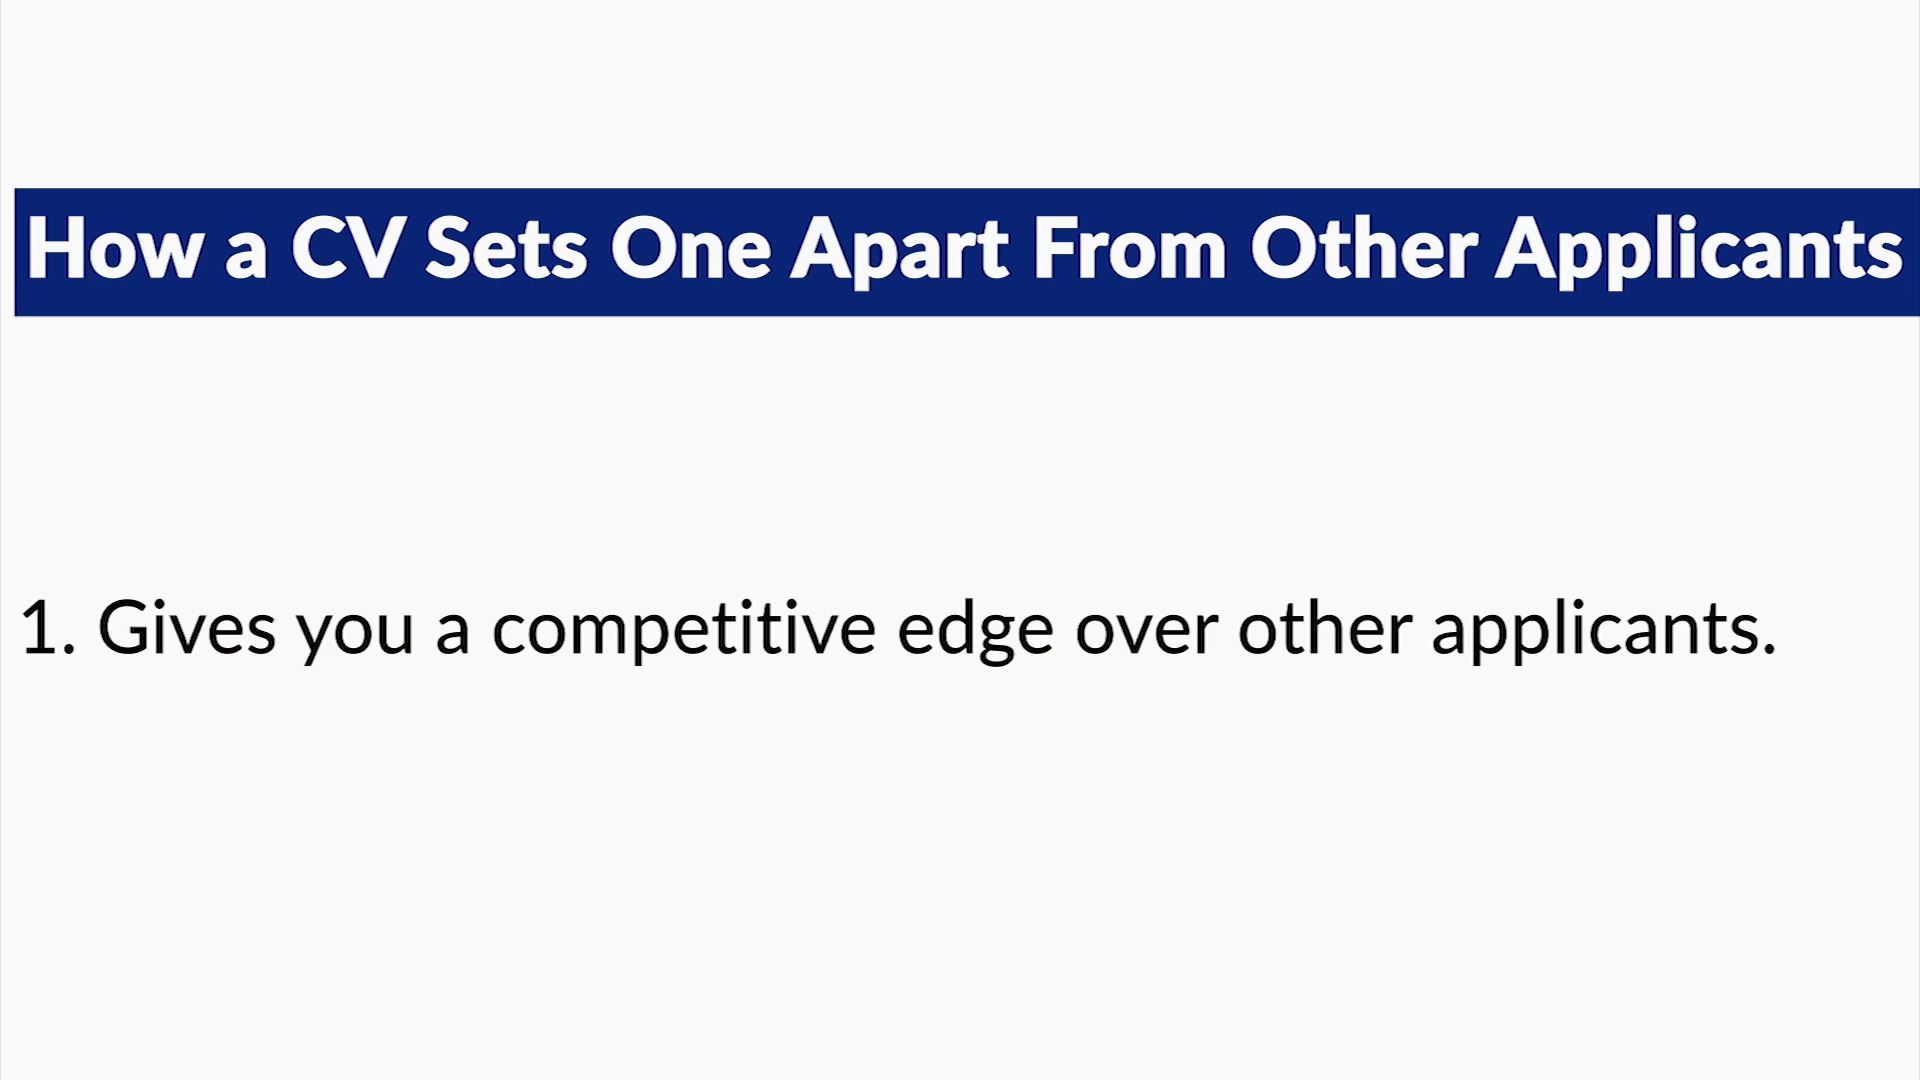 How a CV Sets One Apart From Other Applicants
1. Gives you a competitive edge over other applicants.